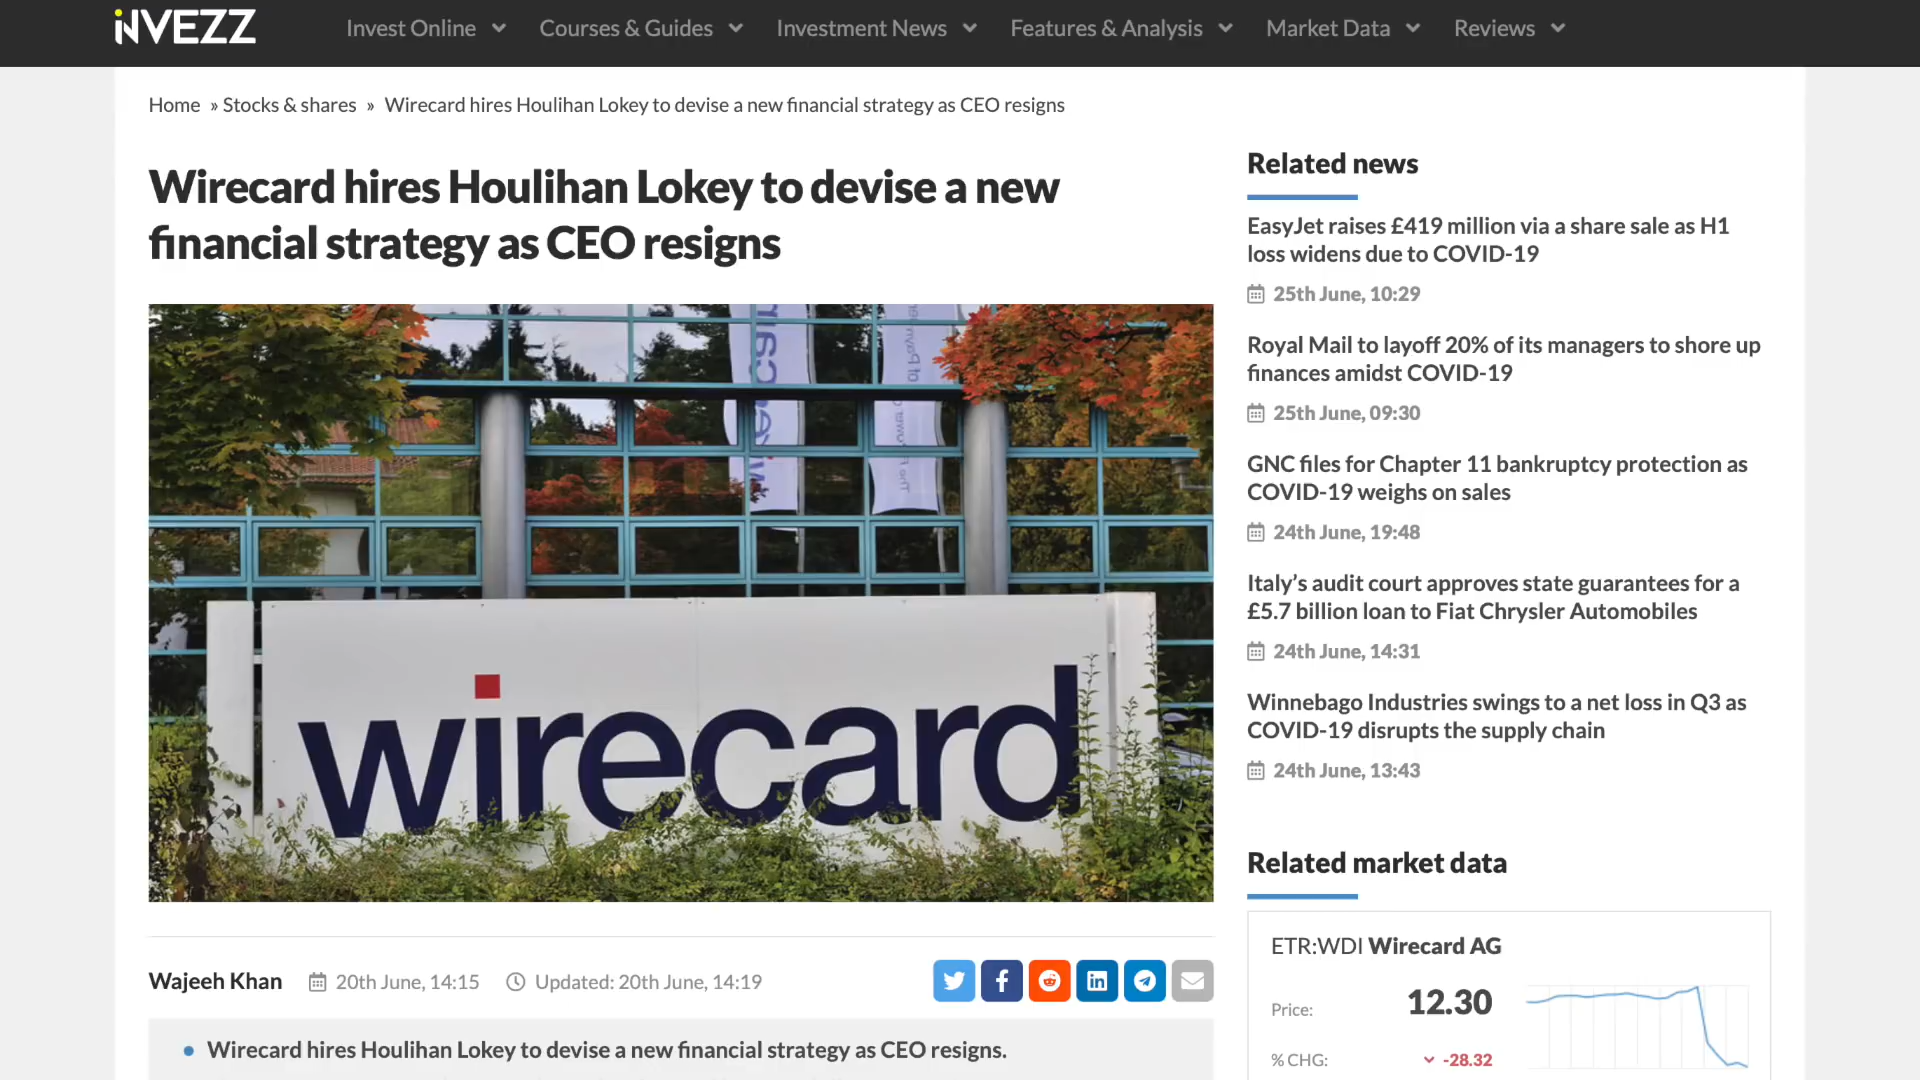 iNVEZZ
Invest Online
Courses & Guides
Investment News
Features & Analysis
Market Data
Reviews
Home » Stocks & shares » Wirecard hires Houlihan Lokey to devise a new financial strategy as CEO resigns
Wirecard hires Houlihan Lokey to devise a new
financial strategy as CEO resigns
wirecard
Wajeeh Khan
20th June, 14:15
Updated: 20th June, 14:19
Wirecard hires Houlihan Lokey to devise a new financial strategy as CEO resigns.
Related news
EasyJet raises £419 million via a share sale as H1
loss widens due to COVID-19
25th June, 10:29
Royal Mail to layoff 20% of its managers to shore up
finances amidst COVID-19
25th June, 09:30
GNC files for Chapter 11 bankruptcy protection as
COVID-19 weighs on sales
24th June, 19:48
Italy’s audit court approves state guarantees for a
£5.7 billion loan to Fiat Chrysler Automobiles
24th June, 14:31
Winnebago Industries swings to a net loss in Q3 as
COVID-19 disrupts the supply chain
24th June, 13:43
Related market data
ETR:WDI Wirecard AG
Price: 12.30
% CHG: -28.32